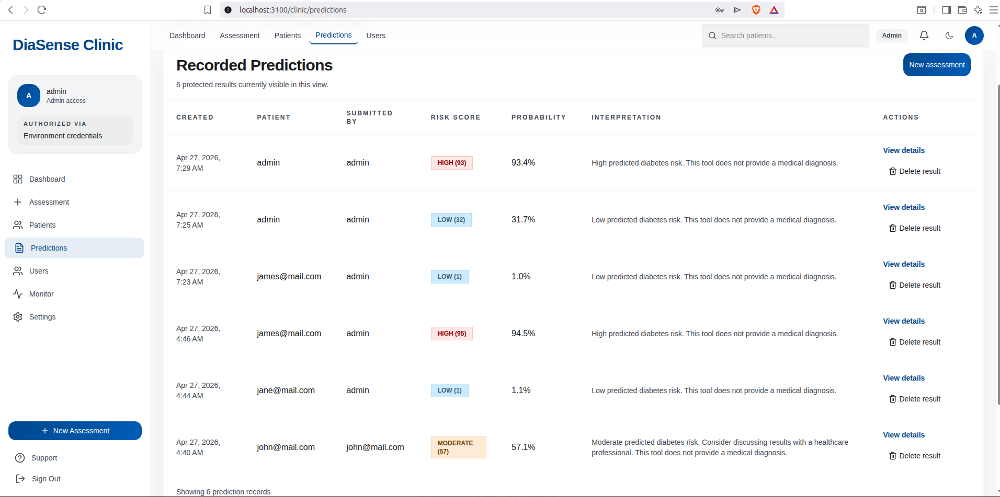 localhost:3100/clinic/predictions
DiaSense Clinic
Dashboard Assessment Patients Predictions Users
Search patients...
Admin
A
A
admin
Admin access
AUTHORIZED VIA
Environment credentials
Dashboard
Assessment
Patients
Predictions
Users
Monitor
Settings
New Assessment
Support
Sign Out
Recorded Predictions
New assessment
6 protected results currently visible in this view.
CREATED PATIENT SUBMITTED BY RISK SCORE PROBABILITY INTERPRETATION ACTIONS
Apr 27, 2026,
7:29 AM
admin
admin
HIGH (93)
93.4%
High predicted diabetes risk. This tool does not provide a medical diagnosis.
View details
Delete result
Apr 27, 2026,
7:25 AM
admin
admin
LOW (32)
31.7%
Low predicted diabetes risk. This tool does not provide a medical diagnosis.
View details
Delete result
Apr 27, 2026,
7:23 AM
james@mail.com
admin
LOW (1)
1.0%
Low predicted diabetes risk. This tool does not provide a medical diagnosis.
View details
Delete result
Apr 27, 2026,
4:46 AM
james@mail.com
admin
HIGH (95)
94.5%
High predicted diabetes risk. This tool does not provide a medical diagnosis.
View details
Delete result
Apr 27, 2026,
4:44 AM
jane@mail.com
admin
LOW (1)
1.1%
Low predicted diabetes risk. This tool does not provide a medical diagnosis.
View details
Delete result
Apr 27, 2026,
4:40 AM
john@mail.com
john@mail.com
MODERATE
(57)
57.1%
Moderate predicted diabetes risk. Consider discussing results with a healthcare
professional. This tool does not provide a medical diagnosis.
View details
Delete result
Showing 6 prediction records